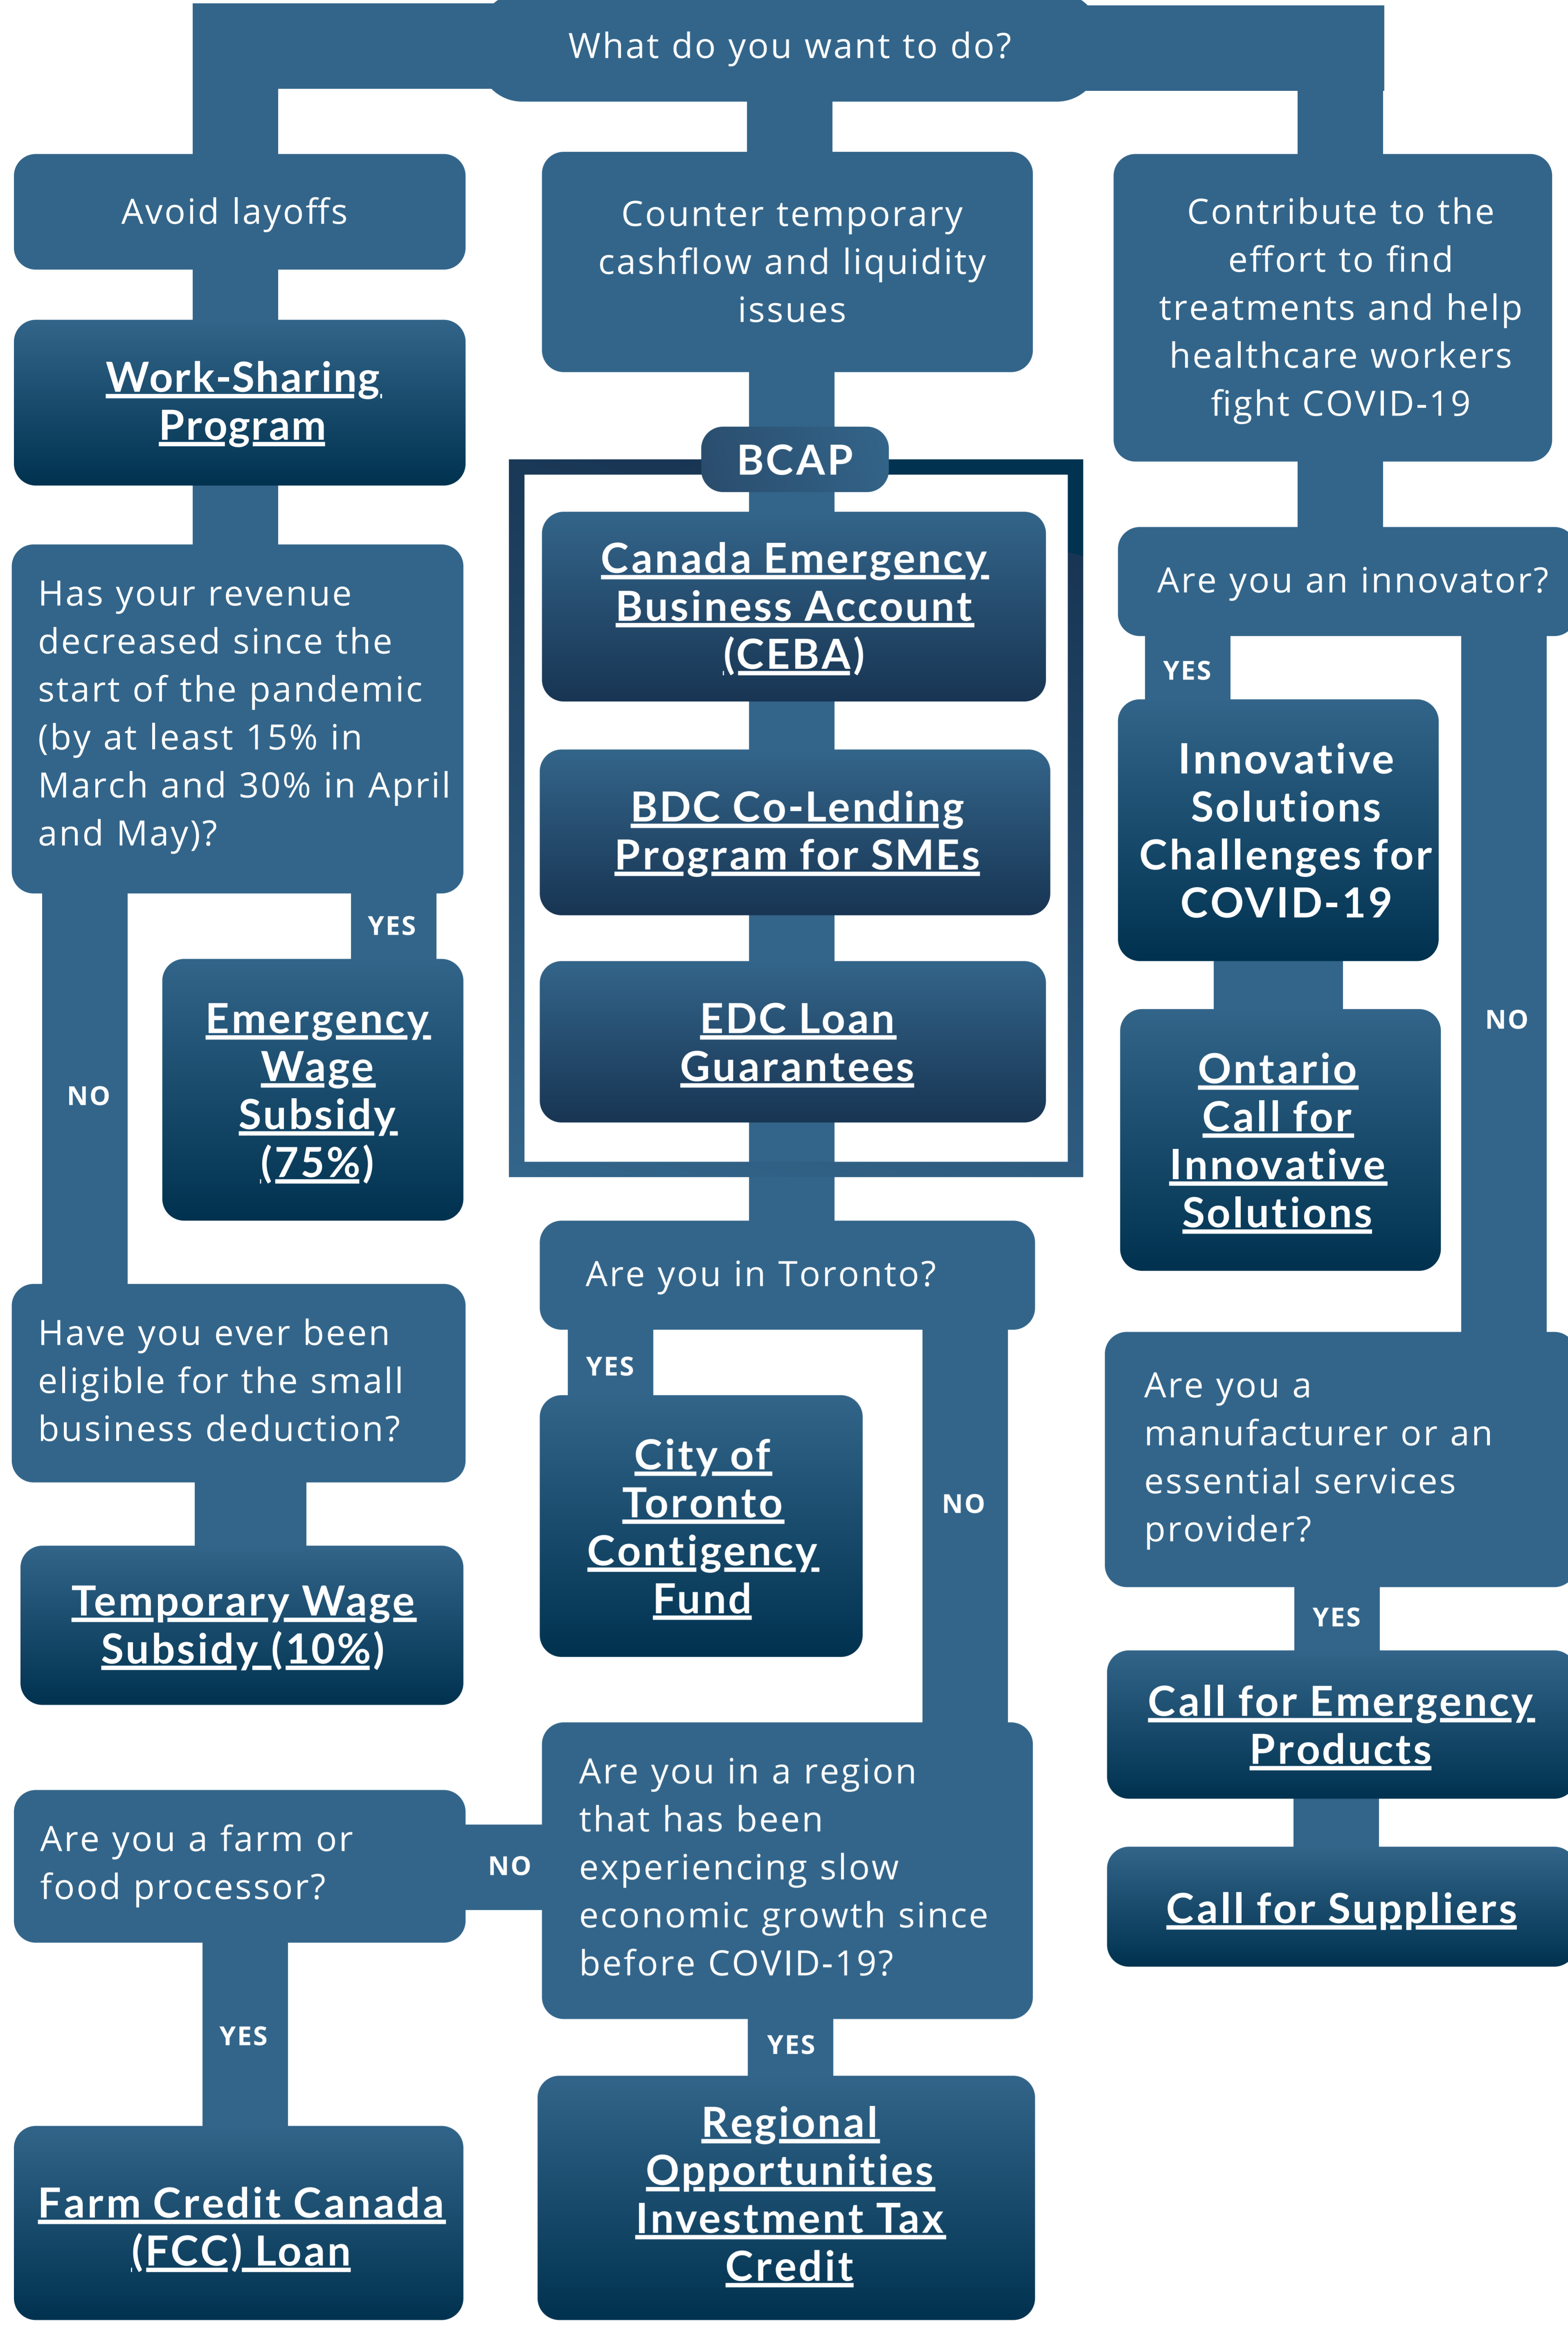 What do you want to do?
Avoid layoffs
Work-Sharing
Program
Has your revenue
decreased since the
start of the pandemic
(by at least 15% in
March and 30% in April
and May)?
YES
Emergency
Wage
Subsidy
(75%)
NO
Have you ever been
eligible for the small
business deduction?
Temporary Wage
Subsidy (10%)
Counter temporary
cashflow and liquidity
issues
BCAP
Canada Emergency
Business Account
(CEBA)
BDC Co-Lending
Program for SMEs
EDC Loan
Guarantees
Are you in Toronto?
YES
City of
Toronto
Contigency
Fund
NO
Are you in a region
that has been
experiencing slow
economic growth since
before COVID-19?
NO
Are you a farm or
food processor?
YES
Farm Credit Canada
(FCC) Loan
YES
Regional
Opportunities
Investment Tax
Credit
Contribute to the
effort to find
treatments and help
healthcare workers
fight COVID-19
Are you an innovator?
YES
Innovative
Solutions
Challenges for
COVID-19
Ontario
Call for
Innovative
Solutions
NO
Are you a
manufacturer or an
essential services
provider?
YES
Call for Emergency
Products
Call for Suppliers